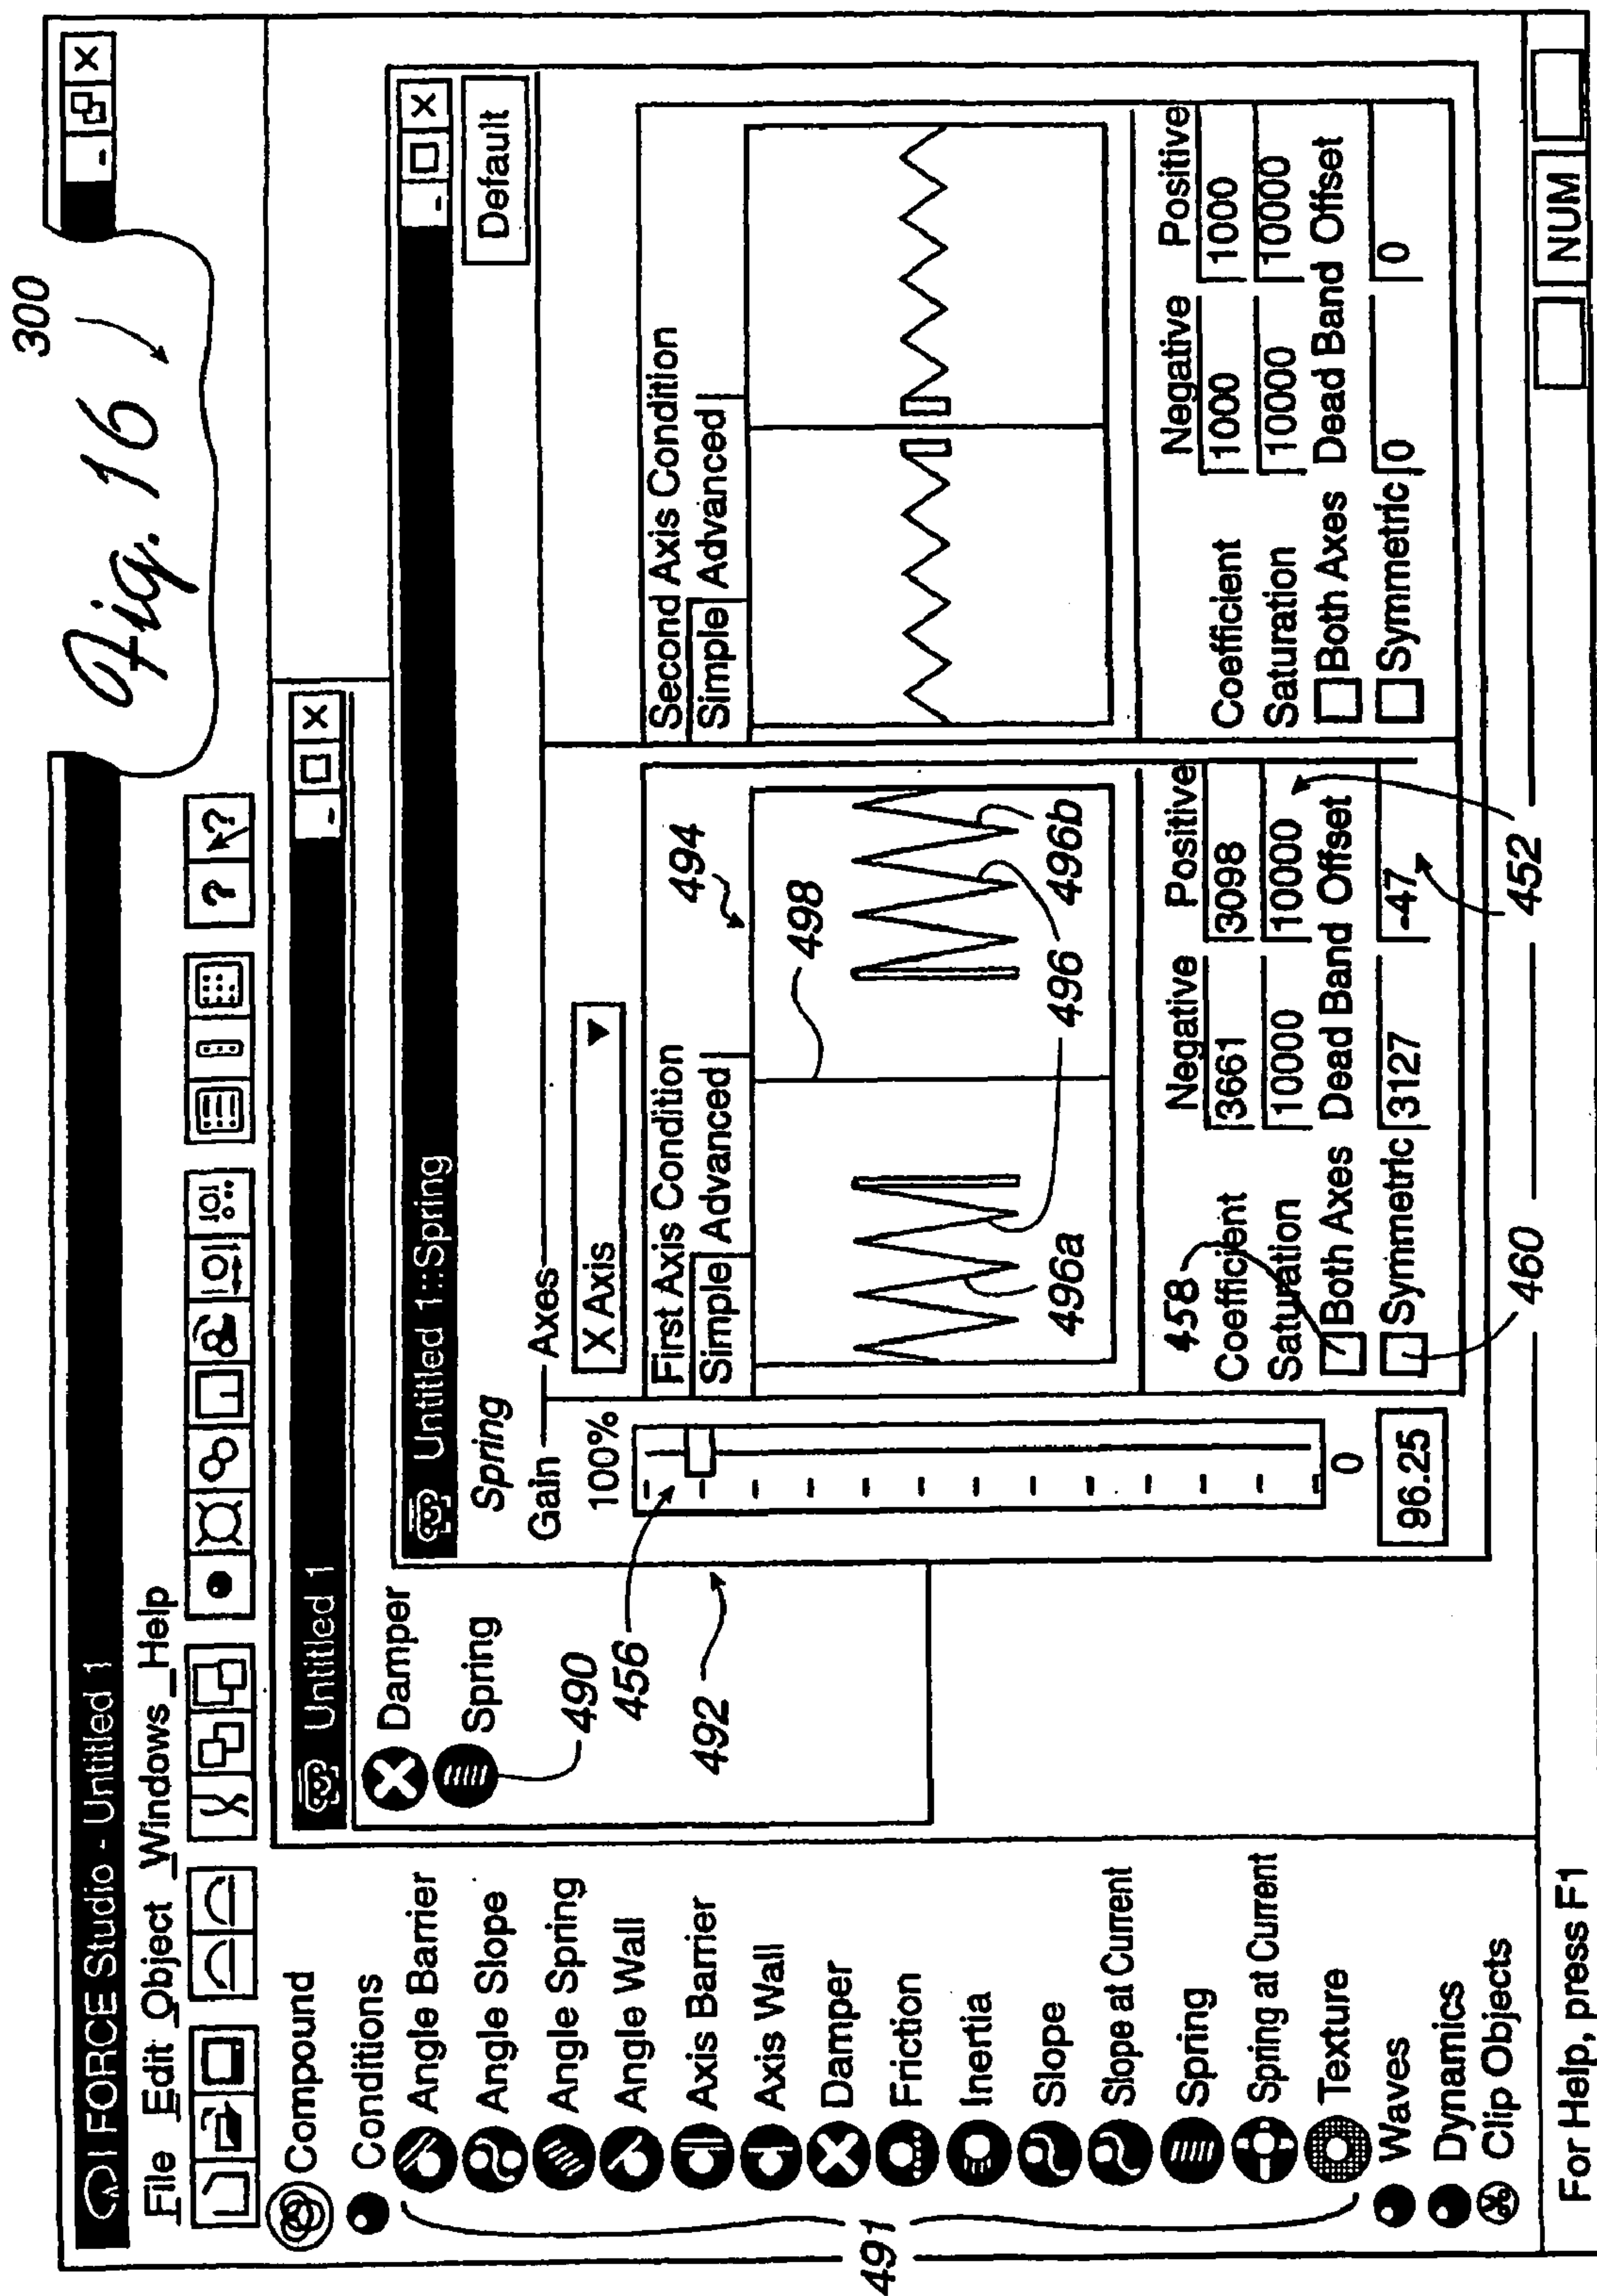 300
Fig. 16
I FORCE Studio - Untitled 1
File Edit Object Windows Help
Compound
Conditions
Angle Barrier
Angle Slope
Angle Spring
Angle Wall
Axis Barrier
Axis Wall
Damper
Friction
Inertia
Slope
Slope at Current
Spring
Spring at Current
Texture
Waves
Dynamics
Clip Objects
491
Untitled 1
Damper
Spring
490
456
492
Untitled 1::Spring
Spring
Default
Gain
100%
0
96.25
Axes
X Axis
First Axis Condition
Simple Advanced
494
498
496a
496
496b
458
Negative Positive
Coefficient 3661 3098
Saturation 10000 10000
Both Axes Dead Band Offset
Symmetric 3127 -47
460
452
Second Axis Condition
Simple Advanced
Negative Positive
Coefficient 1000 1000
Saturation 10000 10000
Both Axes Dead Band Offset
Symmetric 0 0
For Help, press F1
NUM